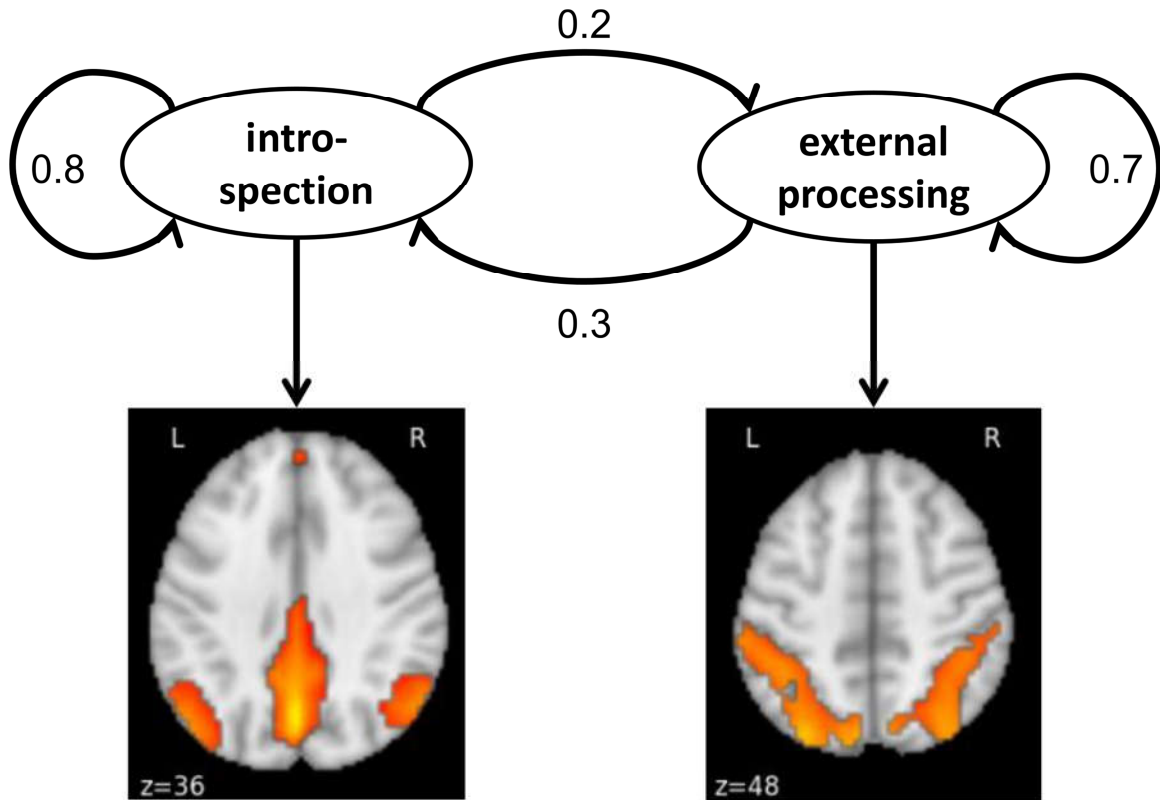 0.2
intro-
spection
external
processing
0.8
0.7
0.3
L R
L R
z=36
z=48